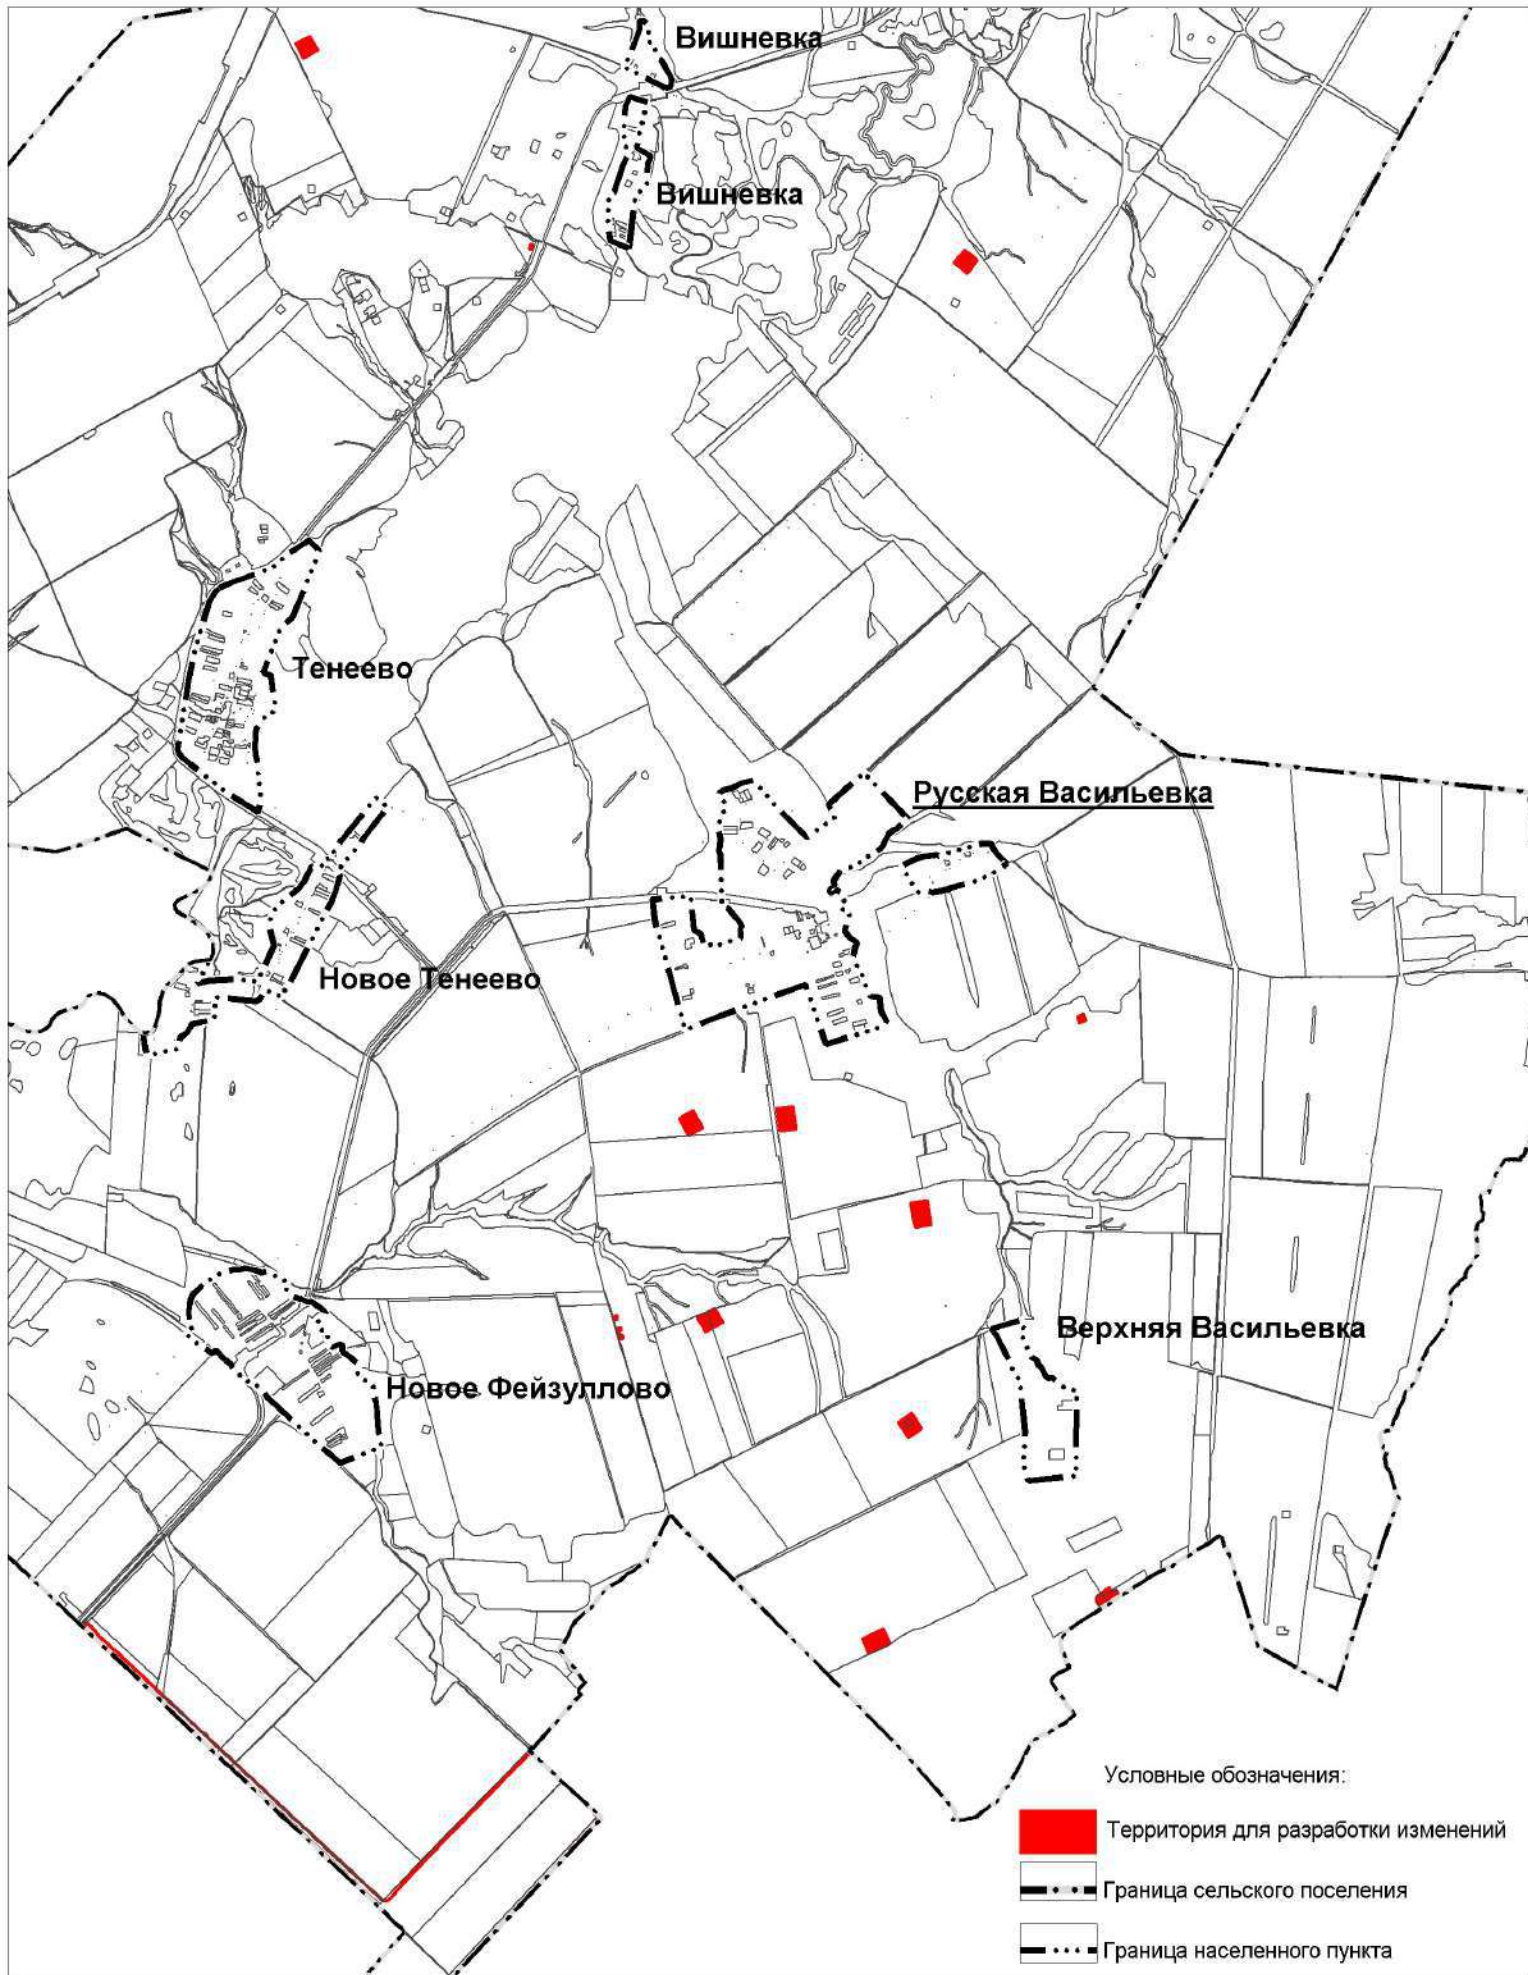 Вишневка
Вишневка
Тенеево
Русская Васильевка
Новое Тенеево
Верхняя Васильевка
Новое Фейзуллово
Условные обозначения:
Территория для разработки изменений
Граница сельского поселения
Граница населенного пункта